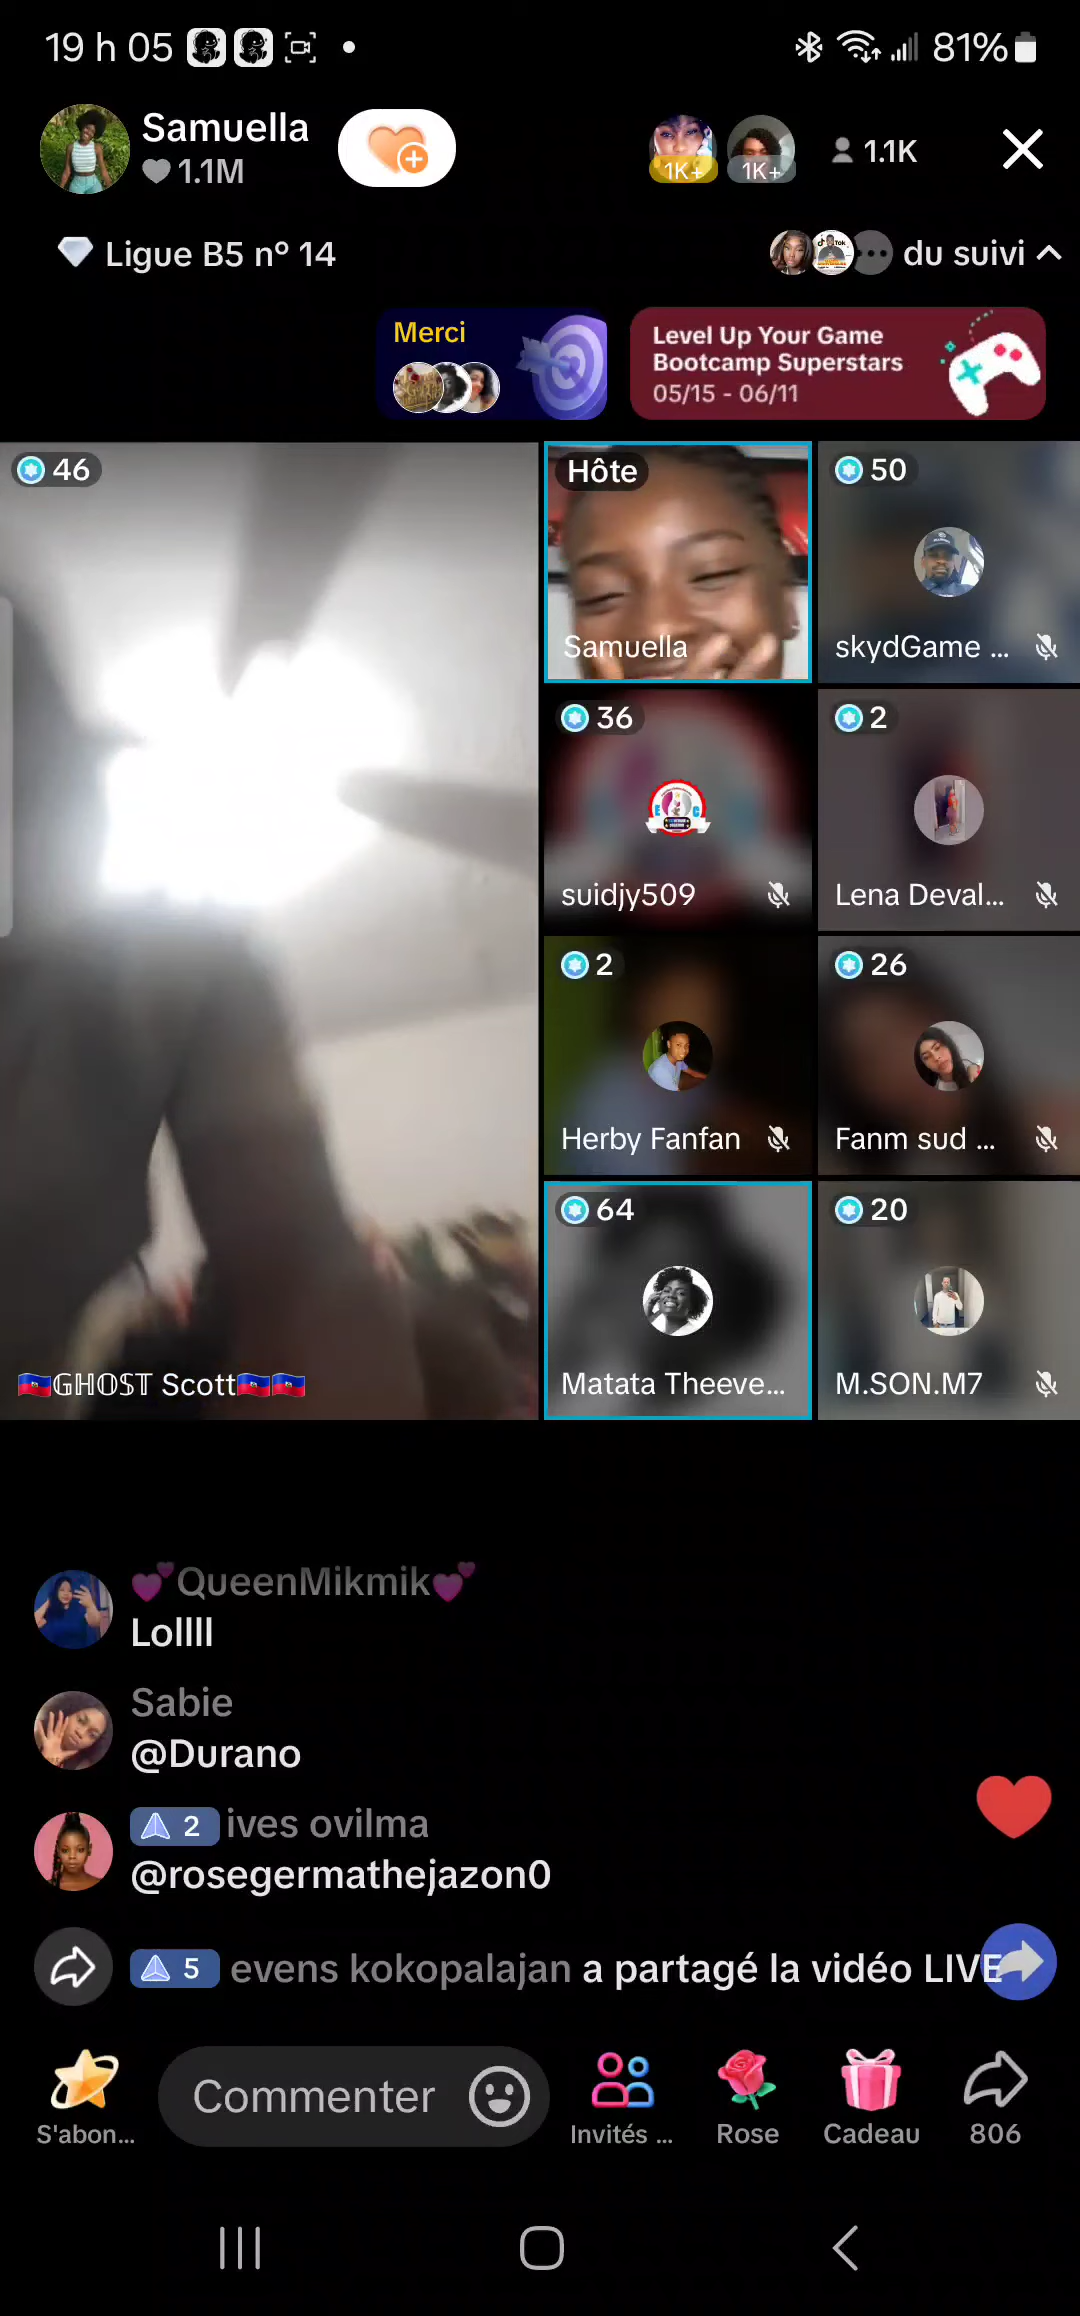 19 h 05
81%
Samuella
1.1M
1K+
1K+
1.1K
Ligue B5 nº 14
du suivi
Merci
Level Up Your Game
Bootcamp Superstars
05/15 - 06/11
46
🇭🇹𝔾ℍ𝕆𝕊𝕋 Scott🇭🇹🇭🇹
Hôte
Samuella
50
skydGame ...
36
suidjy509
2
Lena Deval...
2
Herby Fanfan
26
Fanm sud ...
64
Matata Theeve...
20
M.SON.M7
💕QueenMikmik💕
Lollll
Sabie
@Durano
2 ives ovilma
@rosegermathejazon0
5 evens kokopalajan a partagé la vidéo LIVE
S'abon...
Commenter
Invités ...
Rose
Cadeau
806